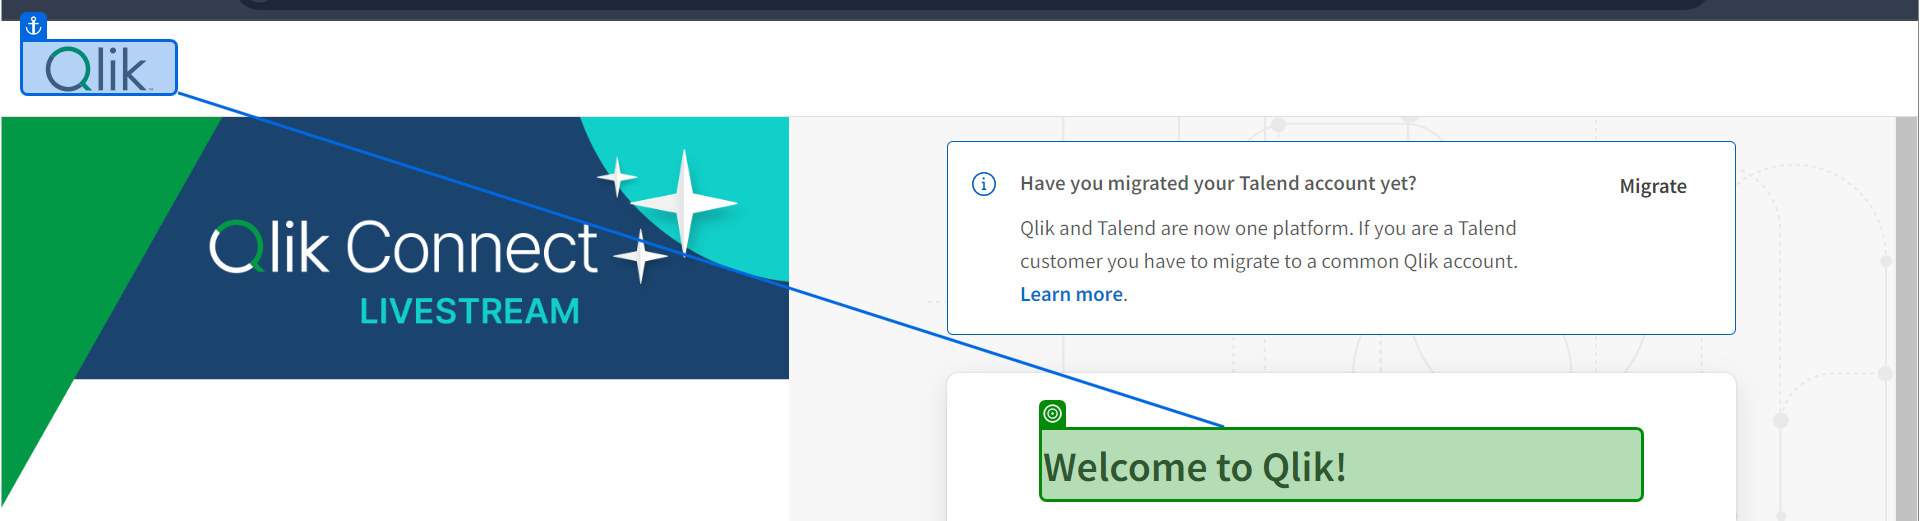 Qlik
Qlik Connect
LIVESTREAM
Have you migrated your Talend account yet?
Migrate
Qlik and Talend are now one platform. If you are a Talend
customer you have to migrate to a common Qlik account.
Learn more.
Welcome to Qlik!